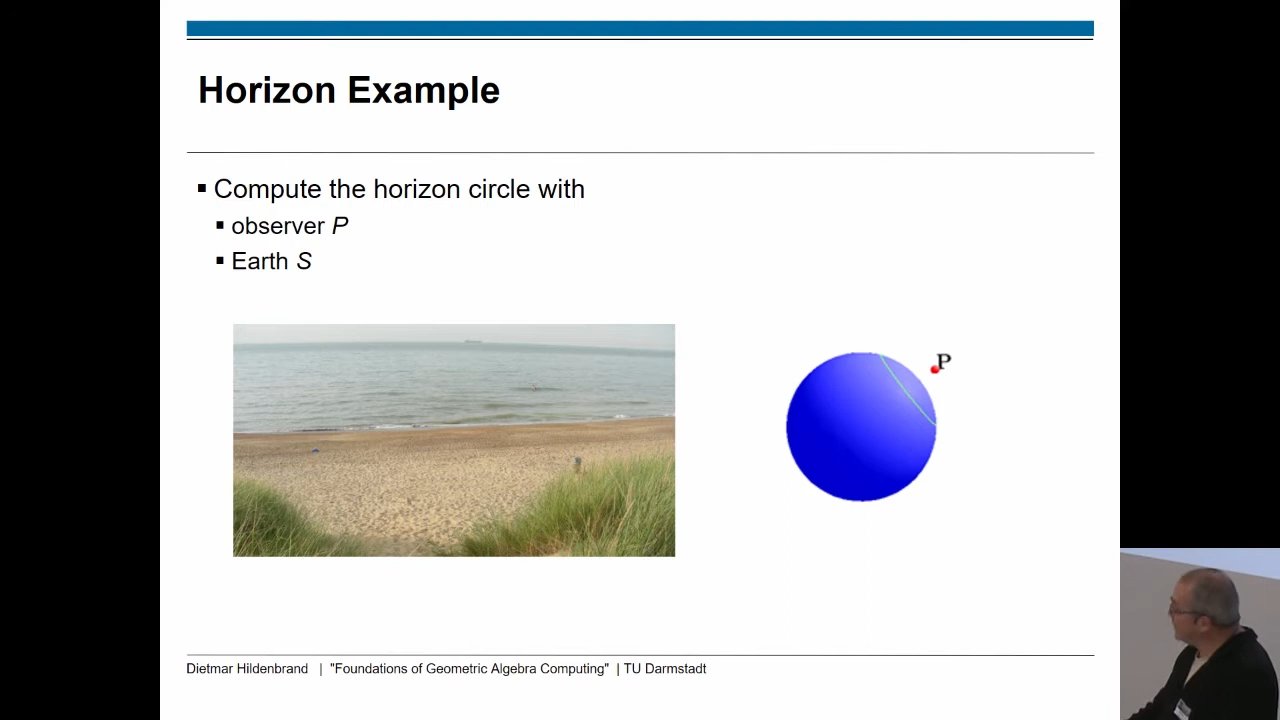 Horizon Example
Compute the horizon circle with
observer P
Earth S
P
Dietmar Hildenbrand | "Foundations of Geometric Algebra Computing" | TU Darmstadt